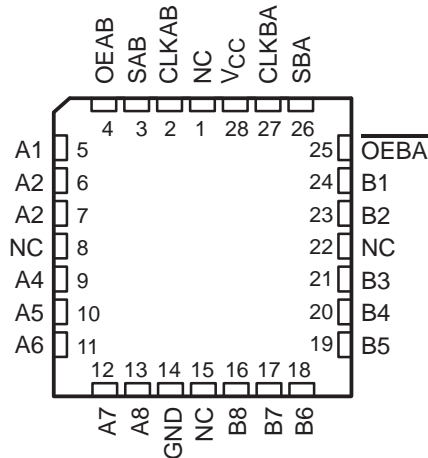 OEAB
SAB
CLKAB
NC
VCC
CLKBA
SBA
4 3 2 1 28 27 26
A1 5 25 OEBA
A2 6 24 B1
A2 7 23 B2
NC 8 22 NC
A4 9 21 B3
A5 10 20 B4
A6 11 19 B5
12 13 14 15 16 17 18
A7
A8
GND
NC
B8
B7
B6